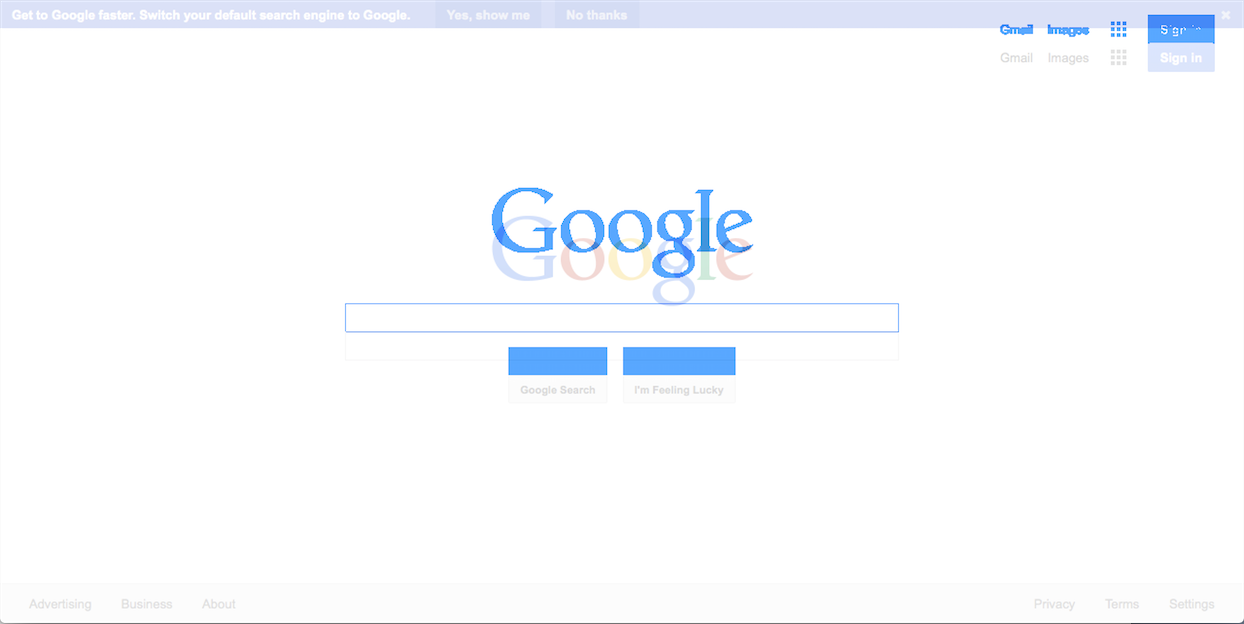 Get to Google faster. Switch your default search engine to Google. Yes, show me No thanks ×
Gmail Images Sign in
Gmail Images Sign in
Google
Google
Google Search I'm Feeling Lucky
Advertising Business About Privacy Terms Settings